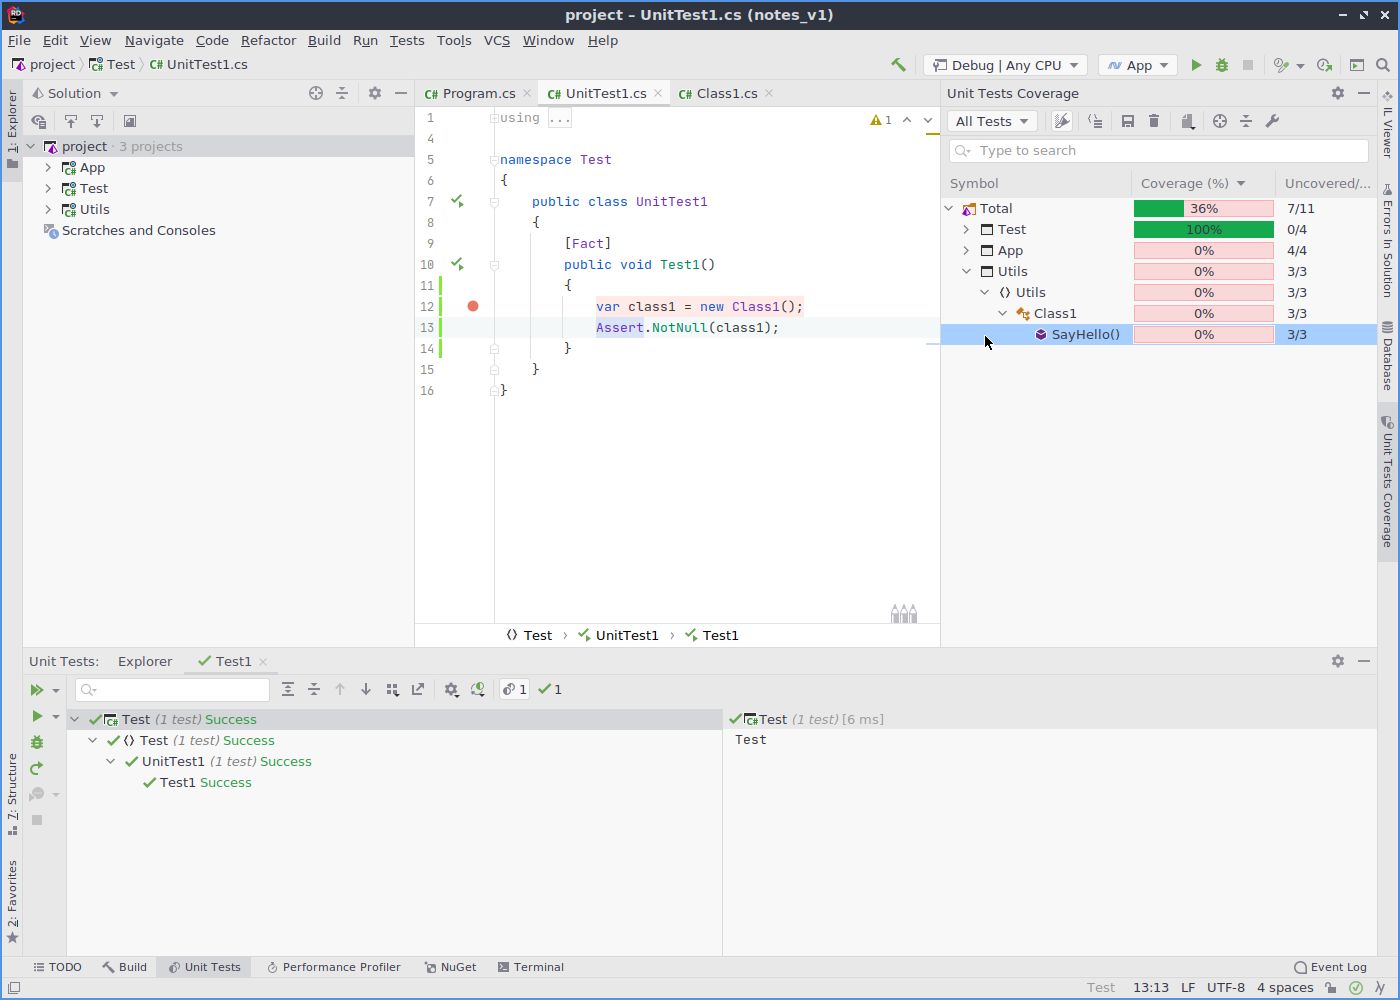 project – UnitTest1.cs (notes_v1)
File Edit View Navigate Code Refactor Build Run Tests Tools VCS Window Help
project Test C# UnitTest1.cs Debug | Any CPU App
1: Explorer
Solution
project · 3 projects
App
Test
Utils
Scratches and Consoles
C# Program.cs C# UnitTest1.cs C# Class1.cs
1 using ...
1
4
5 namespace Test
6 {
7 public class UnitTest1
8 {
9 [Fact]
10 public void Test1()
11 {
12 var class1 = new Class1();
13 Assert.NotNull(class1);
14 }
15 }
16 }
Test UnitTest1 Test1
Unit Tests Coverage
All Tests
Type to search
Symbol Coverage (%) Uncovered/...
Total 36% 7/11
Test 100% 0/4
App 0% 4/4
Utils 0% 3/3
Utils 0% 3/3
Class1 0% 3/3
SayHello() 0% 3/3
IL Viewer
Errors In Solution
Database
Unit Tests Coverage
Unit Tests: Explorer Test1
1 1
Test (1 test) Success
Test (1 test) Success
UnitTest1 (1 test) Success
Test1 Success
Test (1 test) [6 ms]
Test
7: Structure
2: Favorites
TODO Build Unit Tests Performance Profiler NuGet Terminal Event Log
Test 13:13 LF UTF-8 4 spaces